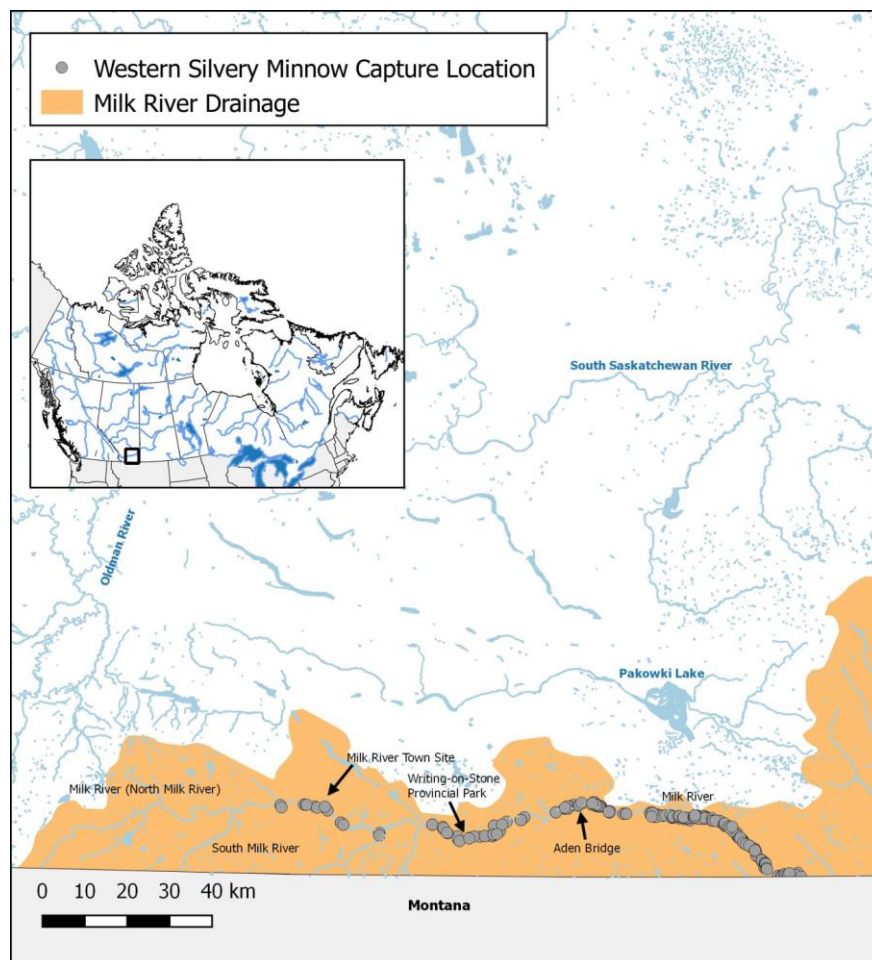 Western Silvery Minnow Capture Location
Milk River Drainage
South Saskatchewan River
Oldman River
Pakowki Lake
Milk River Town Site
Writing-on-Stone
Provincial Park
Milk River (North Milk River)
Milk River
South Milk River
Aden Bridge
0 10 20 30 40 km
Montana